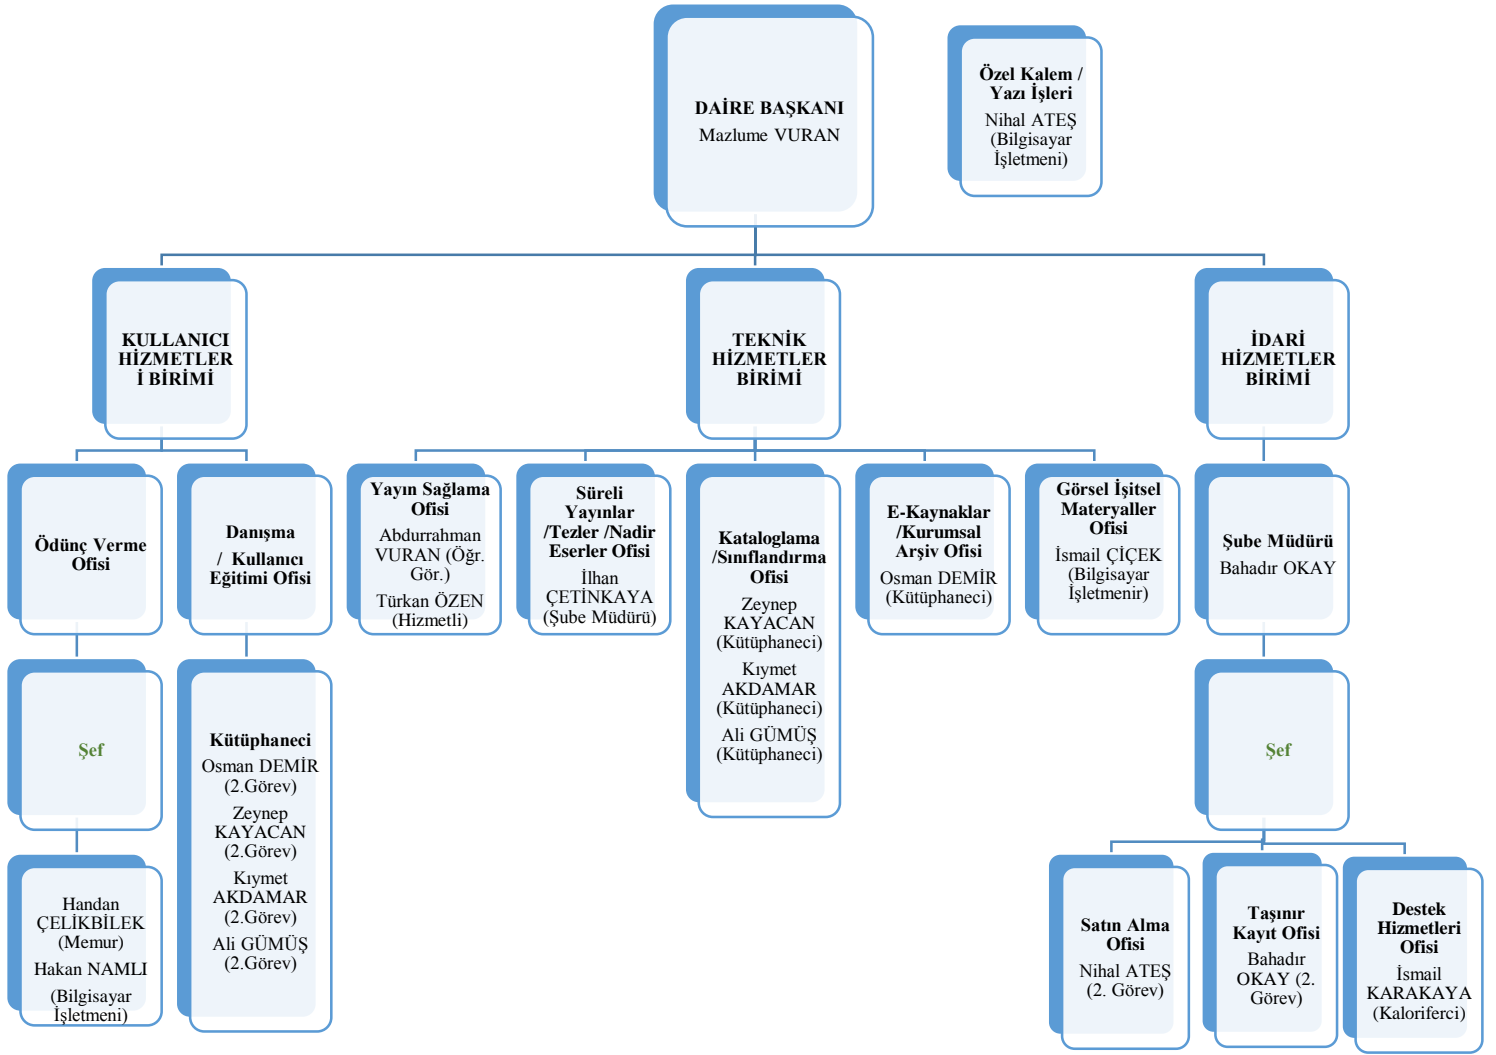 DAİRE BAŞKANI
Mazlume VURAN
Özel Kalem /
Yazı İşleri
Nihal ATEŞ
(Bilgisayar
İşletmeni)
KULLANICI
HİZMETLER
İ BİRİMİ
TEKNİK
HİZMETLER
BİRİMİ
İDARİ
HİZMETLER
BİRİMİ
Ödünç Verme
Ofisi
Danışma
/ Kullanıcı
Eğitimi Ofisi
Yayın Sağlama
Ofisi
Abdurrahman
VURAN (Öğr.
Gör.)
Türkan ÖZEN
(Hizmetli)
Süreli
Yayınlar
/Tezler /Nadir
Eserler Ofisi
İlhan
ÇETİNKAYA
(Şube Müdürü)
Kataloglama
/Sınıflandırma
Ofisi
Zeynep
KAYACAN
(Kütüphaneci)
Kıymet
AKDAMAR
(Kütüphaneci)
Ali GÜMÜŞ
(Kütüphaneci)
E-Kaynaklar
/Kurumsal
Arşiv Ofisi
Osman DEMİR
(Kütüphaneci)
Görsel İşitsel
Materyaller
Ofisi
İsmail ÇİÇEK
(Bilgisayar
İşletmenir)
Şube Müdürü
Bahadır OKAY
Şef
Kütüphaneci
Osman DEMİR
(2.Görev)
Zeynep
KAYACAN
(2.Görev)
Kıymet
AKDAMAR
(2.Görev)
Ali GÜMÜŞ
(2.Görev)
Şef
Handan
ÇELİKBİLEK
(Memur)
Hakan NAMLI
(Bilgisayar
İşletmeni)
Satın Alma
Ofisi
Nihal ATEŞ
(2. Görev)
Taşınır
Kayıt Ofisi
Bahadır
OKAY (2.
Görev)
Destek
Hizmetleri
Ofisi
İsmail
KARAKAYA
(Kaloriferci)